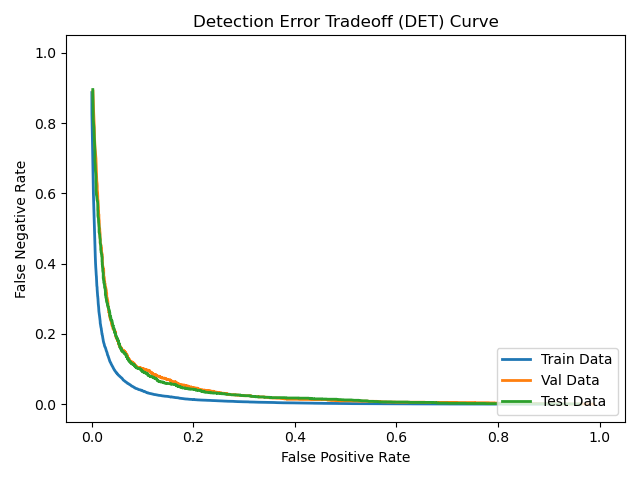 Detection Error Tradeoff (DET) Curve
1.0
0.8
0.6
0.4
0.2
0.0
False Negative Rate
Train Data
Val Data
Test Data
0.0 0.2 0.4 0.6 0.8 1.0
False Positive Rate